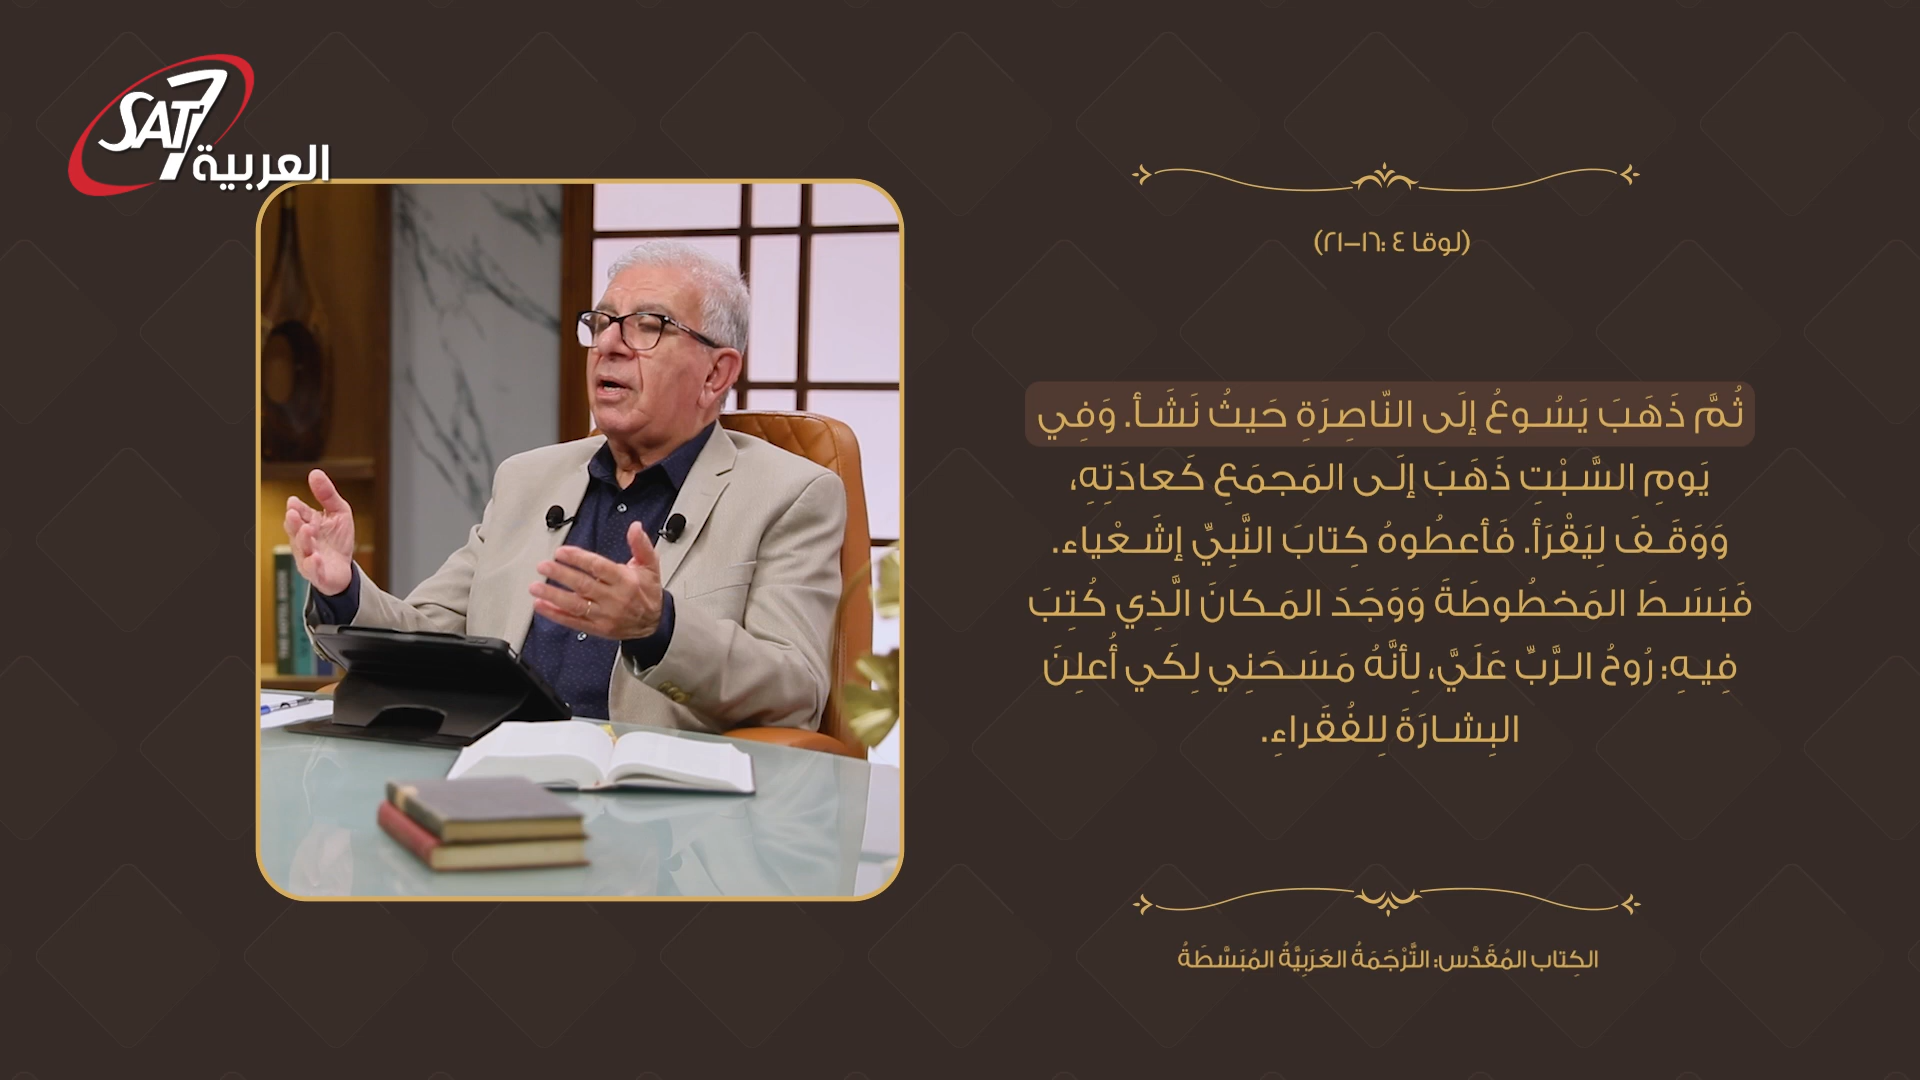 SAT7
العربية
(لوقا ٤ :١٦–٢١)
ثُمَّ ذَهَبَ يَسُوعُ إلَى النّاصِرَةِ حَيثُ نَشَأ. وَفِي
يَومِ السَّبْتِ ذَهَبَ إلَى المَجمَعِ كَعادَتِهِ،
وَوَقَفَ لِيَقْرَأ. فَأعطُوهُ كِتابَ النَّبِيِّ إشَعْياء.
فَبَسَطَ المَخطُوطَةَ وَوَجَدَ المَكانَ الَّذِي كُتِبَ
فِيهِ: رُوحُ الرَّبِّ عَلَيَّ، لِأنَّهُ مَسَحَنِي لِكَي أُعلِنَ
البِشارَةَ لِلفُقَراءِ.
الكِتاب المُقَدَّس: التَّرْجَمَةُ العَرَبِيَّةُ المُبَسَّطَةُ